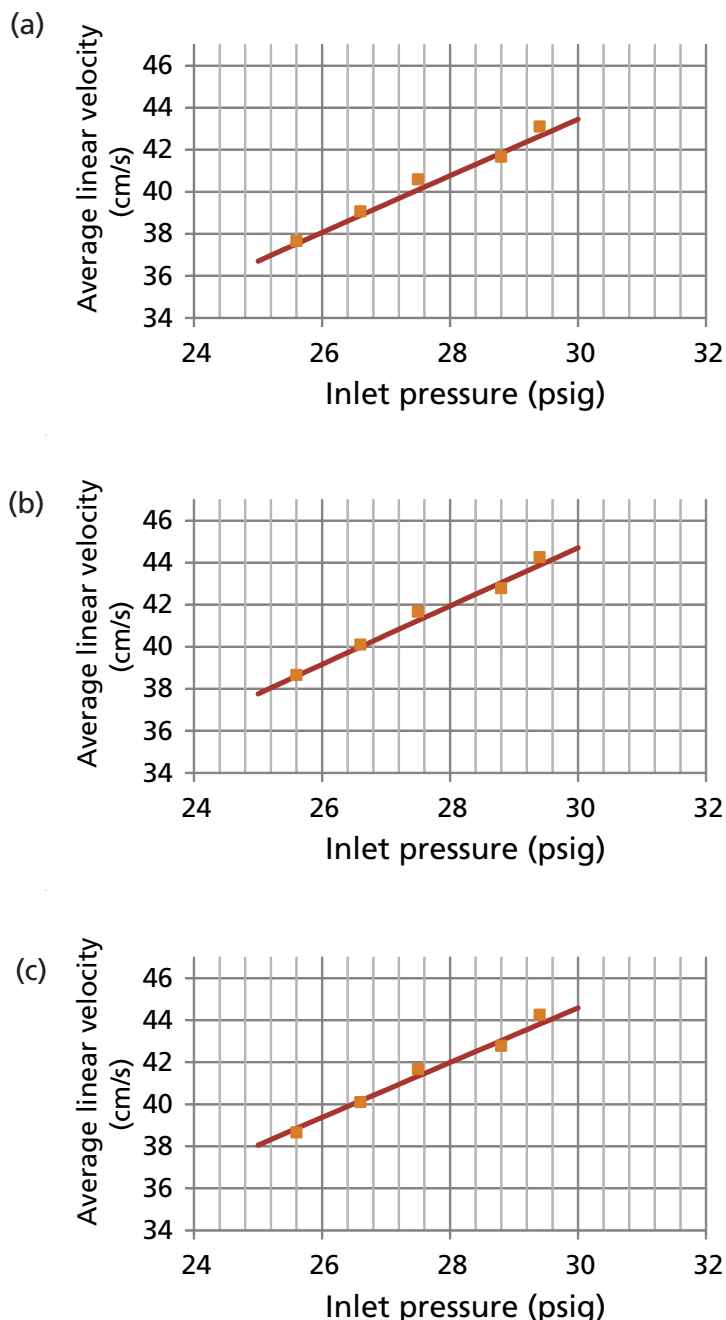 (a)
Average linear velocity
(cm/s)
46
44
42
40
38
36
34
24 26 28 30 32
Inlet pressure (psig)
(b)
Average linear velocity
(cm/s)
46
44
42
40
38
36
34
24 26 28 30 32
Inlet pressure (psig)
(c)
Average linear velocity
(cm/s)
46
44
42
40
38
36
34
24 26 28 30 32
Inlet pressure (psig)